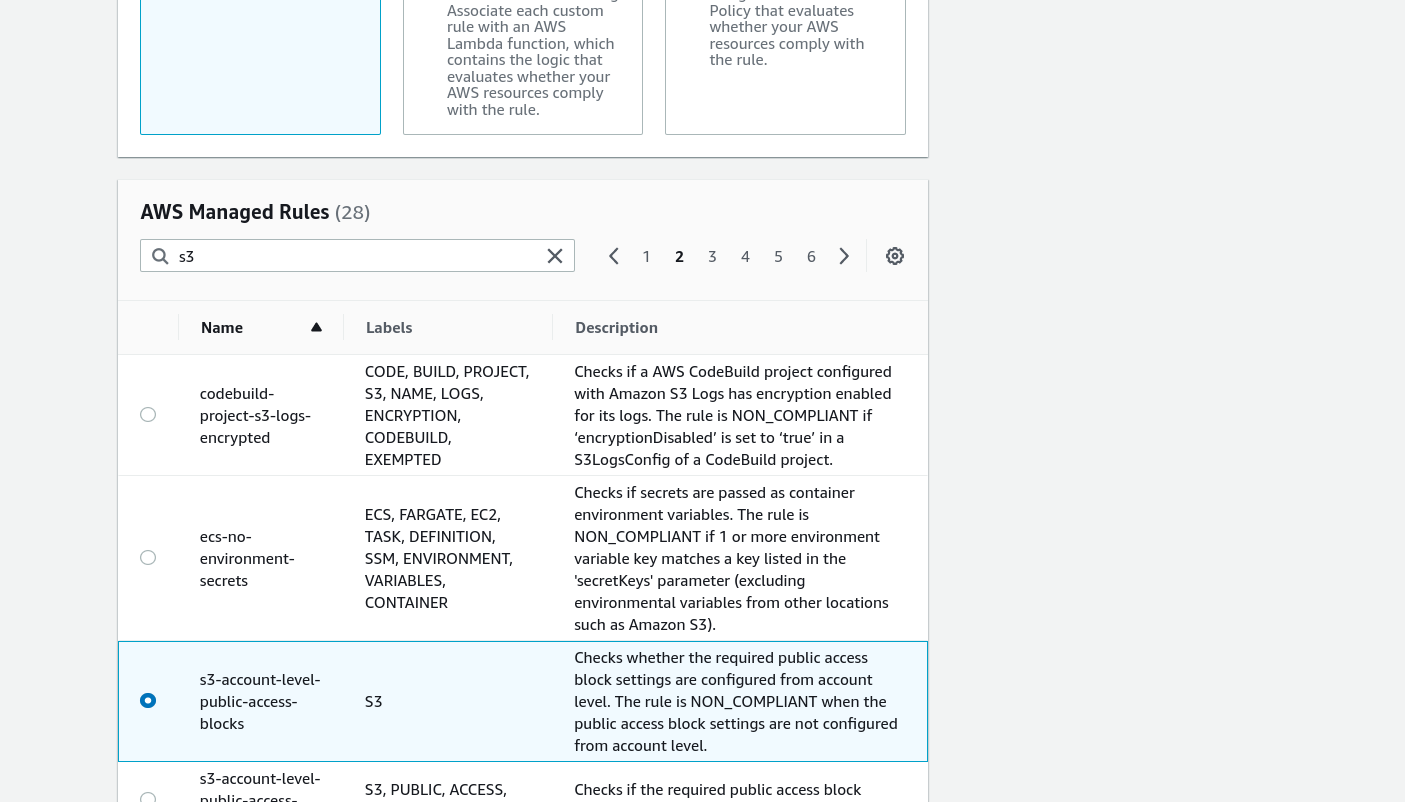 Associate each custom
rule with an AWS
Lambda function, which
contains the logic that
evaluates whether your
AWS resources comply
with the rule.
Policy that evaluates
whether your AWS
resources comply with
the rule.
AWS Managed Rules (28)
s3
1 2 3 4 5 6
Name Labels Description
codebuild-
project-s3-logs-
encrypted
CODE, BUILD, PROJECT,
S3, NAME, LOGS,
ENCRYPTION,
CODEBUILD,
EXEMPTED
Checks if a AWS CodeBuild project configured
with Amazon S3 Logs has encryption enabled
for its logs. The rule is NON_COMPLIANT if
‘encryptionDisabled’ is set to ‘true’ in a
S3LogsConfig of a CodeBuild project.
ecs-no-
environment-
secrets
ECS, FARGATE, EC2,
TASK, DEFINITION,
SSM, ENVIRONMENT,
VARIABLES,
CONTAINER
Checks if secrets are passed as container
environment variables. The rule is
NON_COMPLIANT if 1 or more environment
variable key matches a key listed in the
'secretKeys' parameter (excluding
environmental variables from other locations
such as Amazon S3).
s3-account-level-
public-access-
blocks
S3
Checks whether the required public access
block settings are configured from account
level. The rule is NON_COMPLIANT when the
public access block settings are not configured
from account level.
s3-account-level-
public-access-
S3, PUBLIC, ACCESS,
Checks if the required public access block